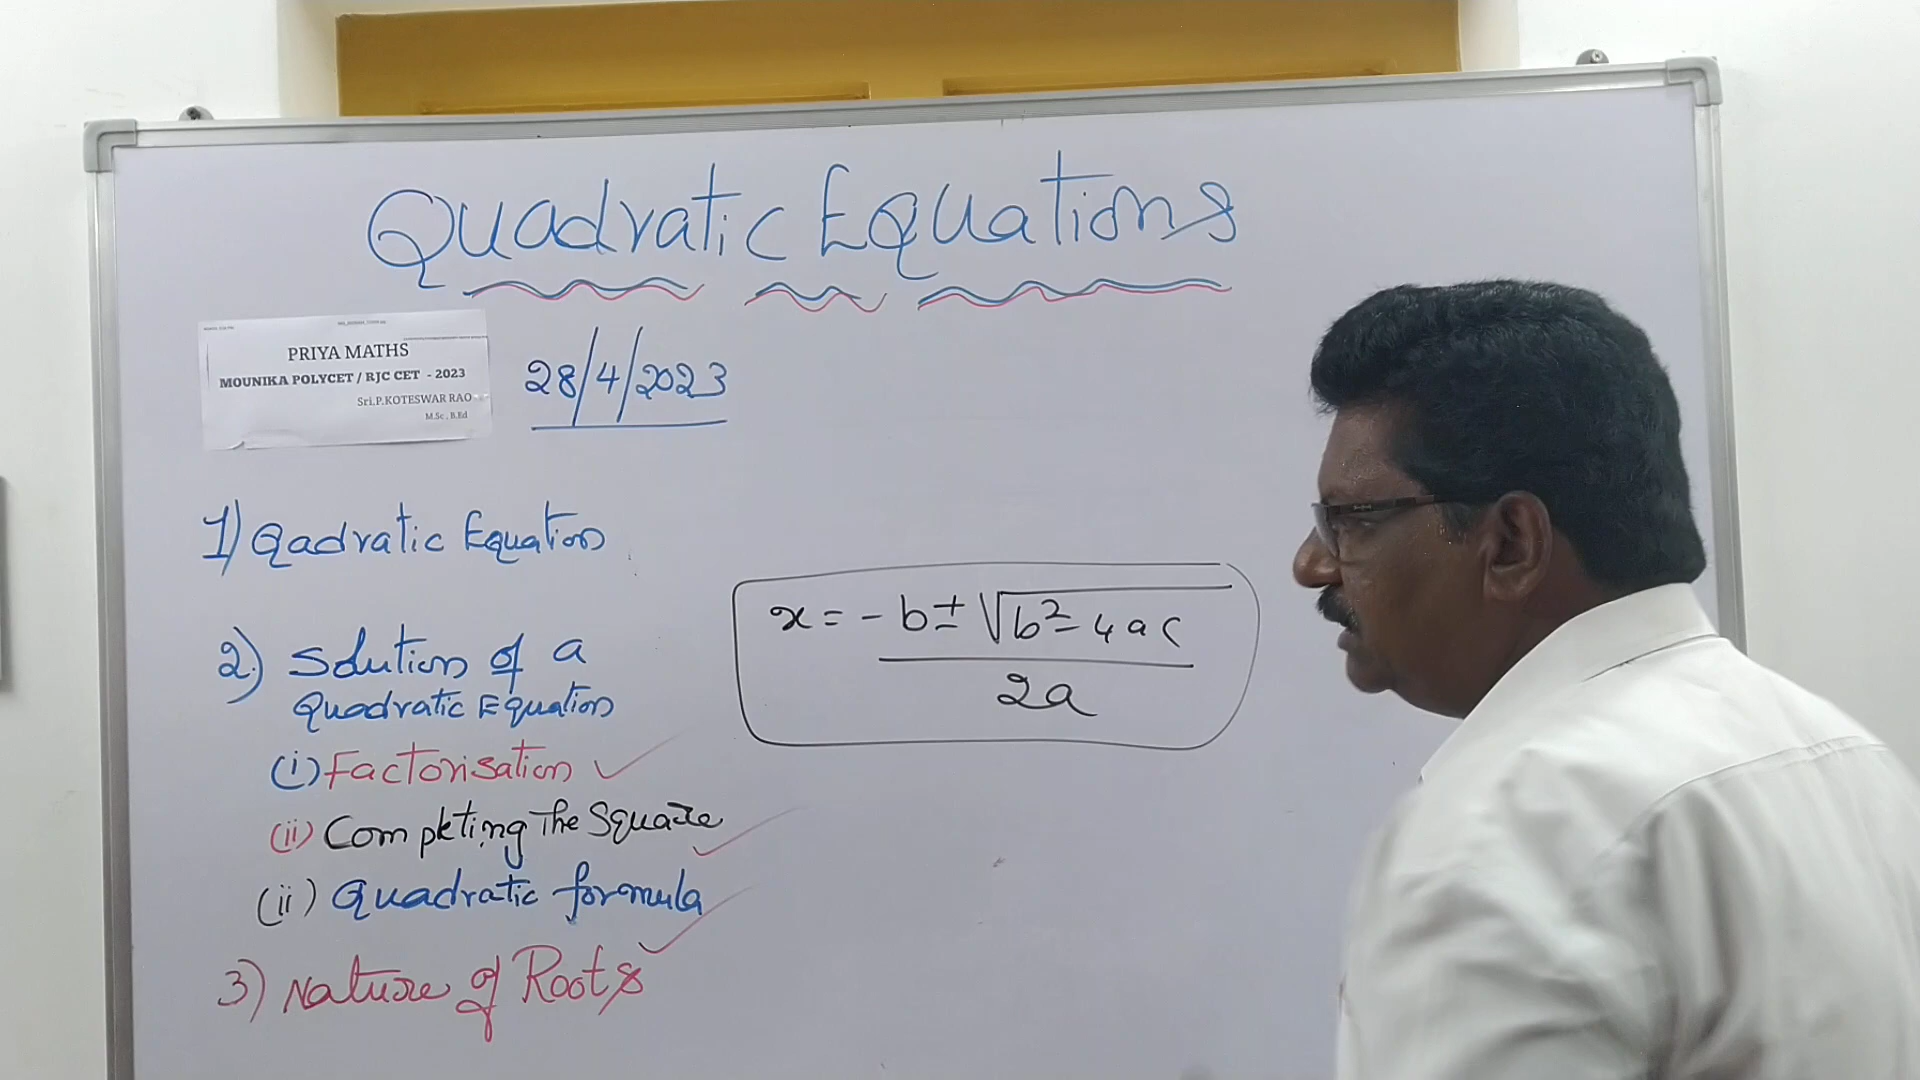 Quadratic Equations
PRIYA MATHS
MOUNIKA POLYCET / RJC CET - 2023
Sri.P.KOTESWAR RAO
M.Sc , B.Ed
28/4/2023
1) Qadratic Equation
2) Solution of a
Quadratic Equation
(i) Factorisation ✓
(ii) Completing The Square ✓
(ii) Quadratic formula ✓
3) Nature of Roots
x = - b ± √b² - 4ac
2a